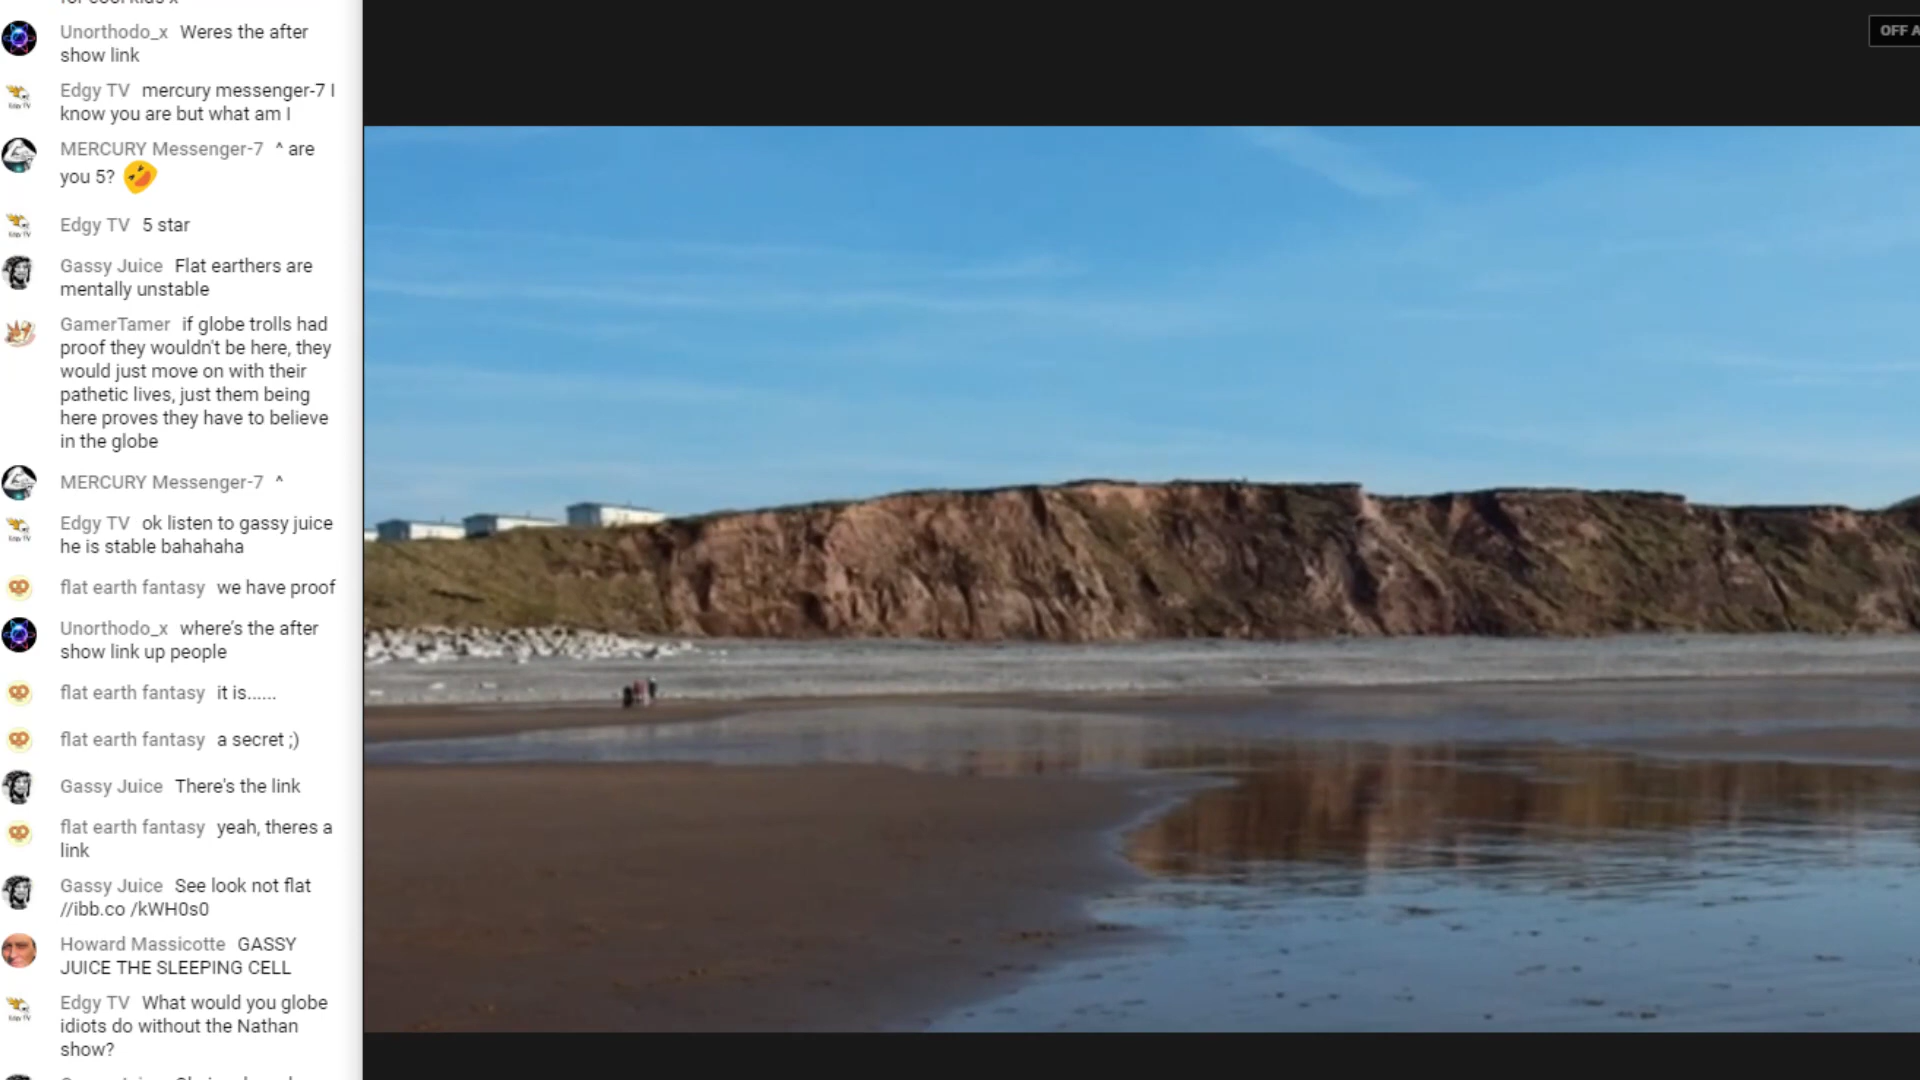 Unorthodo_x Weres the after
show link
Edgy TV mercury messenger-7 I
know you are but what am I
MERCURY Messenger-7 ^ are
you 5?
Edgy TV 5 star
Gassy Juice Flat earthers are
mentally unstable
GamerTamer if globe trolls had
proof they wouldn't be here, they
would just move on with their
pathetic lives, just them being
here proves they have to believe
in the globe
MERCURY Messenger-7 ^
Edgy TV ok listen to gassy juice
he is stable bahahaha
flat earth fantasy we have proof
Unorthodo_x where's the after
show link up people
flat earth fantasy it is......
flat earth fantasy a secret ;)
Gassy Juice There's the link
flat earth fantasy yeah, theres a
link
Gassy Juice See look not flat
//ibb.co /kWH0s0
Howard Massicotte GASSY
JUICE THE SLEEPING CELL
Edgy TV What would you globe
idiots do without the Nathan
show?
OFF A